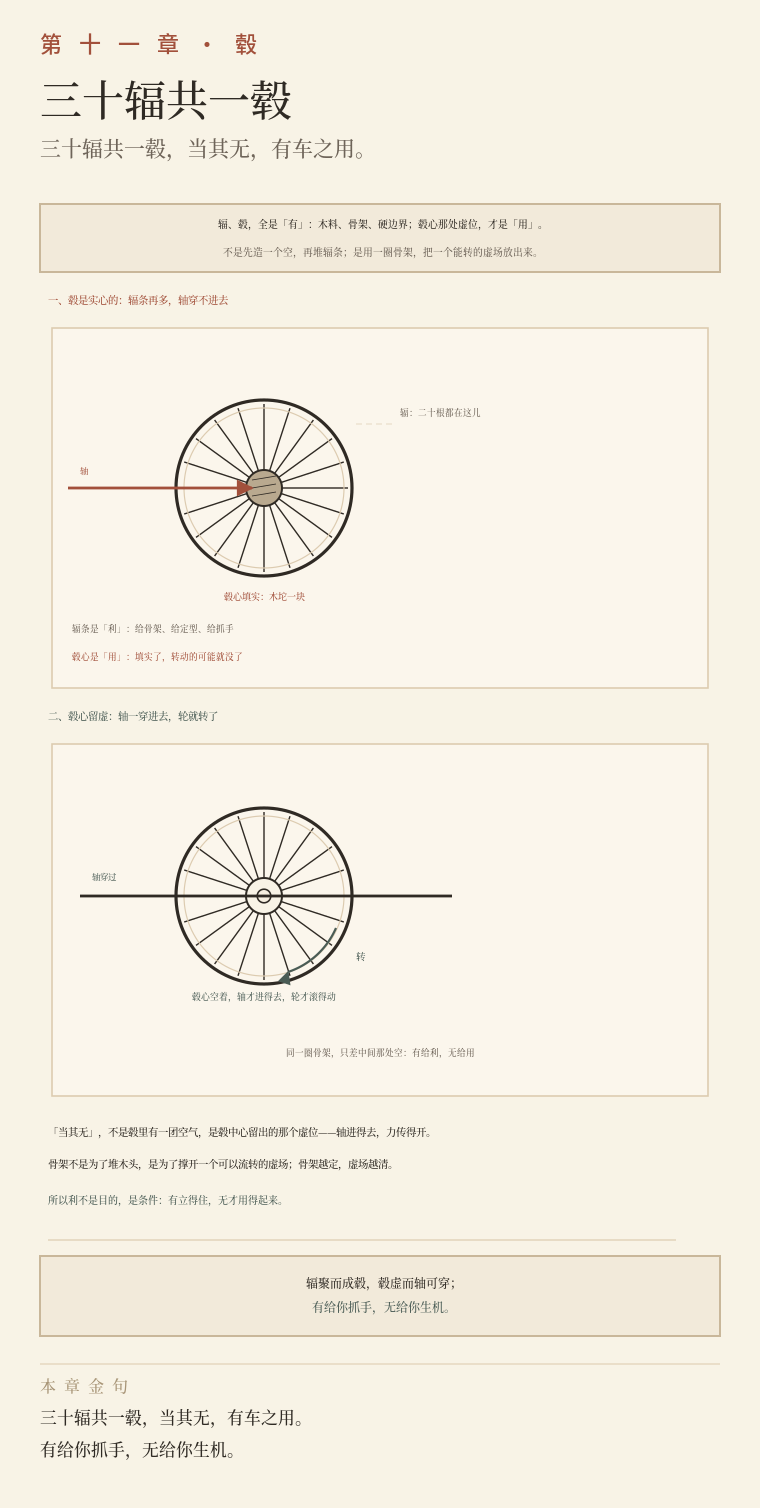 第十一章·毂
三十辐共一毂
三十辐共一毂，当其无，有车之用。
辐、毂，全是「有」：木料、骨架、硬边界；毂心那处虚位，才是「用」。
不是先造一个空，再堆辐条；是用一圈骨架，把一个能转的虚场放出来。
一、毂是实心的：辐条再多，轴穿不进去
辐：二十根都在这儿
轴
毂心填实：木坨一块
辐条是「利」：给骨架、给定型、给抓手
毂心是「用」：填实了，转动的可能就没了
二、毂心留虚：轴一穿进去，轮就转了
轴穿过
转
毂心空着，轴才进得去，轮才滚得动
同一圈骨架，只差中间那处空：有给利，无给用
「当其无」，不是毂里有一团空气，是毂中心留出的那个虚位——轴进得去，力传得开。
骨架不是为了堆木头，是为了撑开一个可以流转的虚场；骨架越定，虚场越清。
所以利不是目的，是条件：有立得住，无才用得起来。
辐聚而成毂，毂虚而轴可穿；
有给你抓手，无给你生机。
本章金句
三十辐共一毂，当其无，有车之用。
有给你抓手，无给你生机。